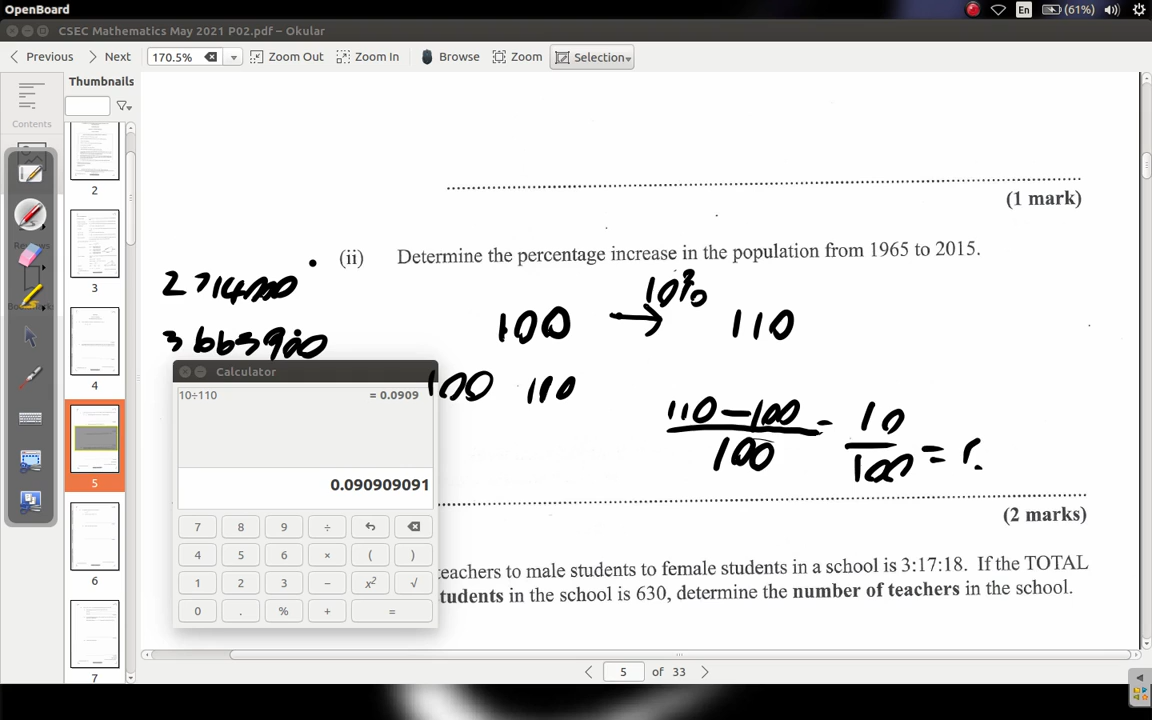 OpenBoard
En (61%)
CSEC Mathematics May 2021 P02.pdf – Okular
Previous Next 170.5% Zoom Out Zoom In Browse Zoom Selection
Thumbnails
Contents
2
3
4
5
6
7
(1 mark)
(ii) Determine the percentage increase in the population from 1965 to 2015.
10%
100 → 110
100 110
110 – 100 = 10 = 0.
100 100
Calculator
10÷110 = 0.0909
0.090909091
7 8 9 ÷
4 5 6 × ( )
1 2 3 − x² √
0 . % + =
(2 marks)
teachers to male students to female students in a school is 3:17:18. If the TOTAL
tudents in the school is 630, determine the number of teachers in the school.
5 of 33